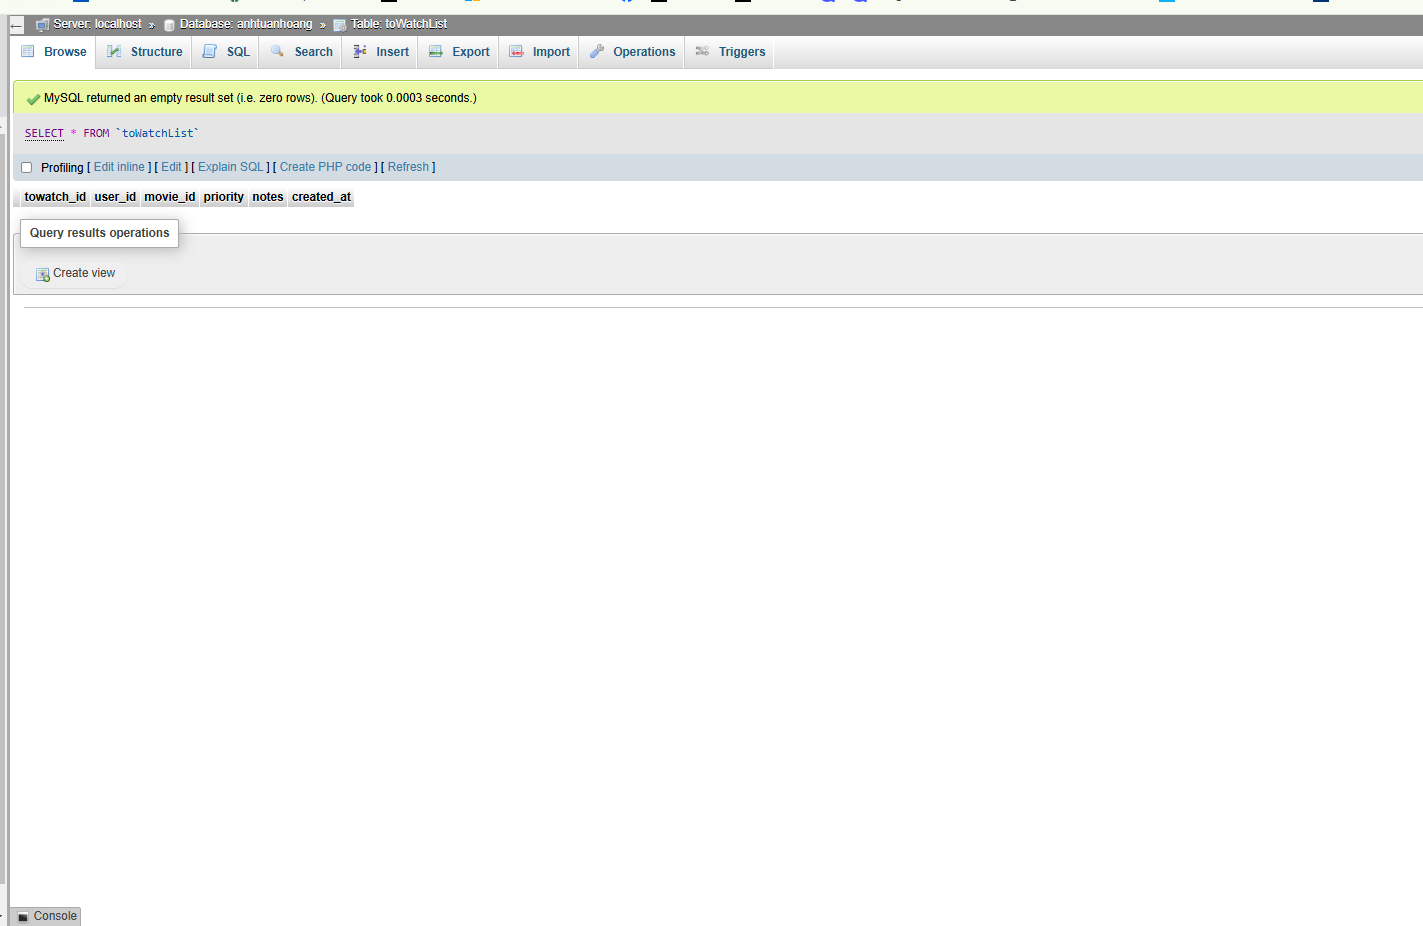 Server: localhost » Database: anhtuanhoang » Table: toWatchList
Browse Structure SQL Search Insert Export Import Operations Triggers
MySQL returned an empty result set (i.e. zero rows). (Query took 0.0003 seconds.)
SELECT * FROM `toWatchList`
Profiling [ Edit inline ] [ Edit ] [ Explain SQL ] [ Create PHP code ] [ Refresh ]
towatch_id user_id movie_id priority notes created_at
Query results operations
Create view
Console